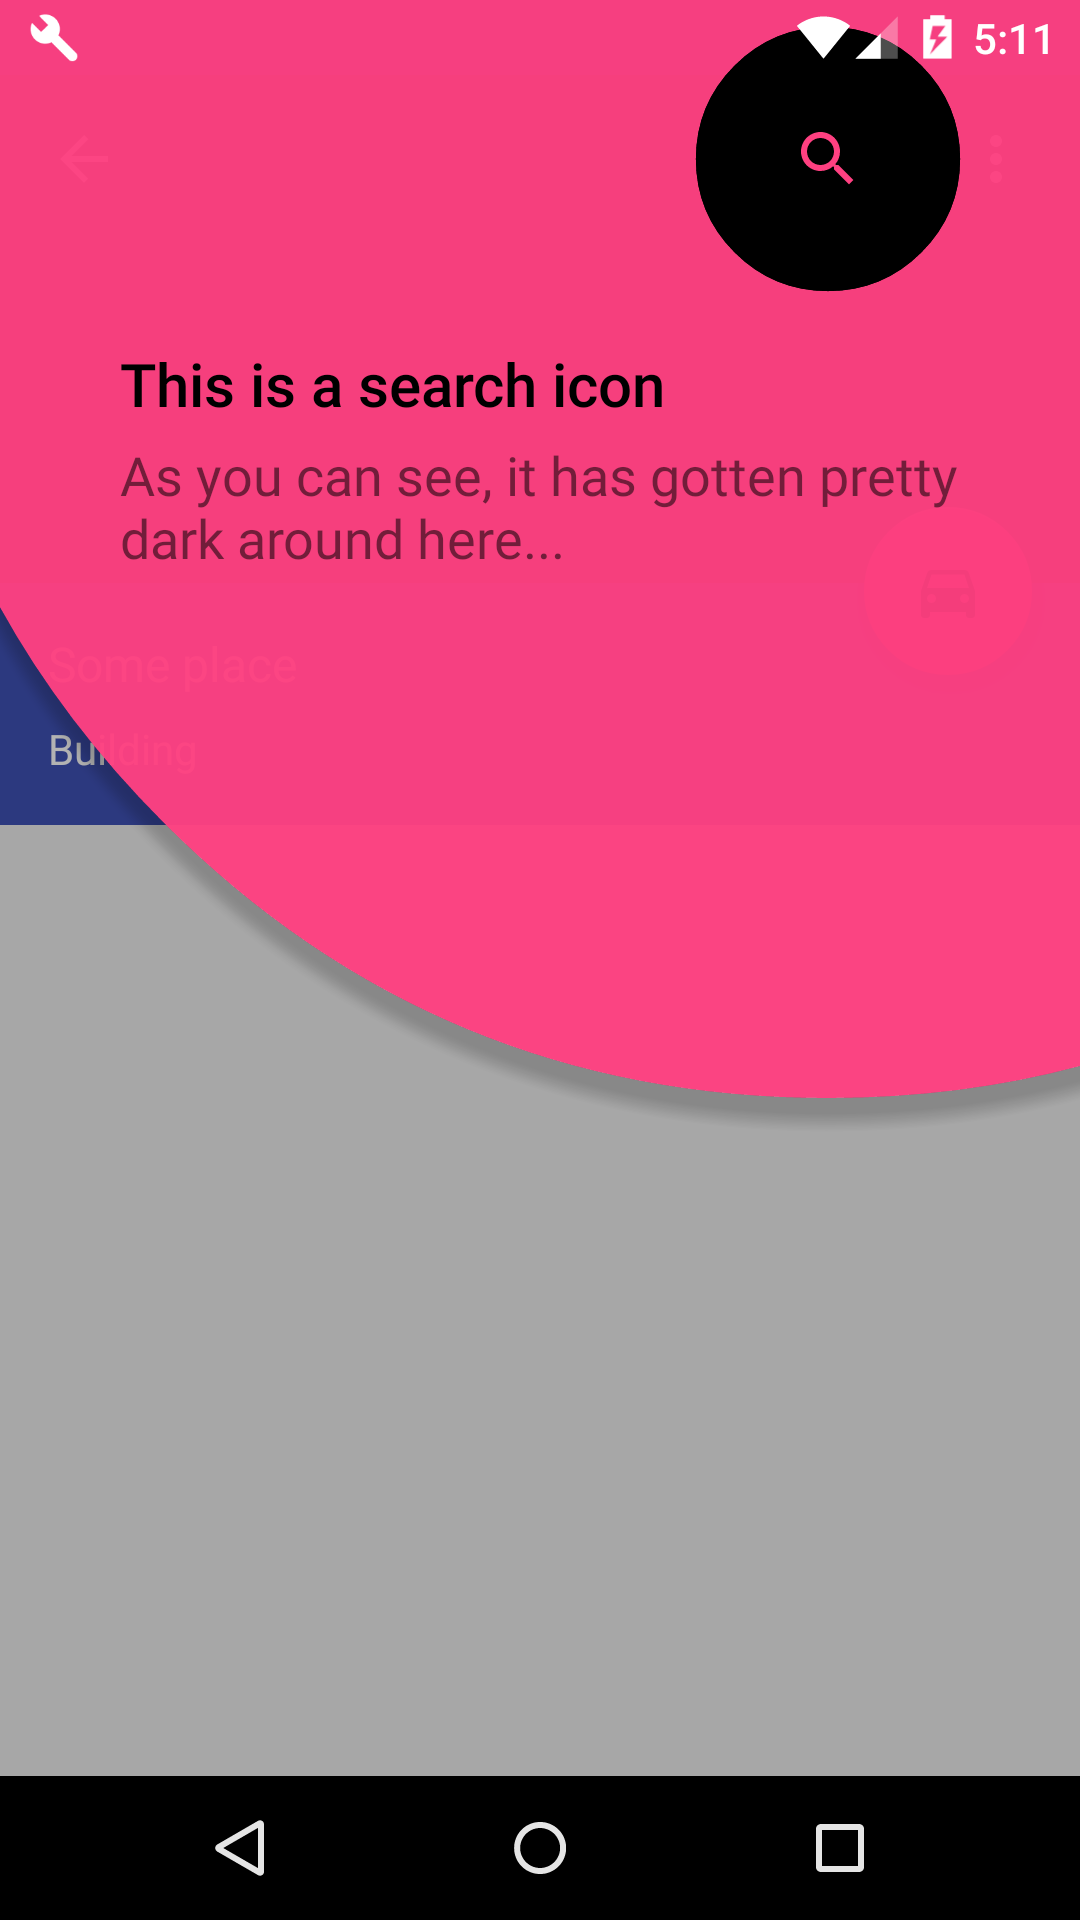 5:11
This is a search icon
As you can see, it has gotten pretty
dark around here...
Some place
Building